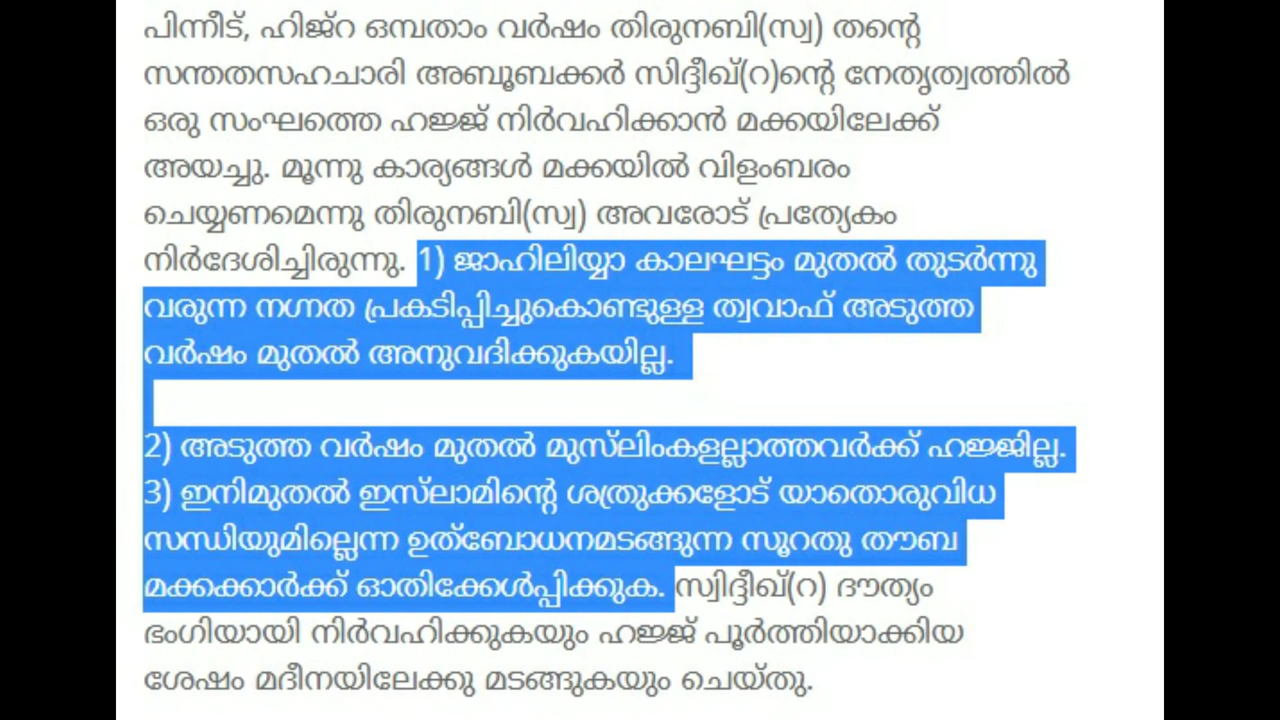 പിന്നീട്, ഹിജ്റ ഒമ്പതാം വർഷം തിരുനബി(സ്വ) തന്റെ
സന്തതസഹചാരി അബൂബക്കർ സിദ്ദീഖ്(റ)ന്റെ നേതൃത്വത്തിൽ
ഒരു സംഘത്തെ ഹജ്ജ് നിർവഹിക്കാൻ മക്കയിലേക്ക്
അയച്ചു. മൂന്നു കാര്യങ്ങൾ മക്കയിൽ വിളംബരം
ചെയ്യണമെന്നു തിരുനബി(സ്വ) അവരോട് പ്രത്യേകം
നിർദേശിച്ചിരുന്നു. 1) ജാഹിലിയ്യാ കാലഘട്ടം മുതൽ തുടർന്നു
വരുന്ന നഗ്നത പ്രകടിപ്പിച്ചുകൊണ്ടുള്ള ത്വവാഫ് അടുത്ത
വർഷം മുതൽ അനുവദിക്കുകയില്ല.
2) അടുത്ത വർഷം മുതൽ മുസ്‌ലിംകളല്ലാത്തവർക്ക് ഹജ്ജില്ല.
3) ഇനിമുതൽ ഇസ്‌ലാമിന്റെ ശത്രുക്കളോട് യാതൊരുവിധ
സന്ധിയുമില്ലെന്ന ഉത്ബോധനമടങ്ങുന്ന സൂറതു തൗബ
മക്കക്കാർക്ക് ഓതിക്കേൾപ്പിക്കുക. സ്വിദ്ദീഖ്(റ) ദൗത്യം
ഭംഗിയായി നിർവഹിക്കുകയും ഹജ്ജ് പൂർത്തിയാക്കിയ
ശേഷം മദീനയിലേക്കു മടങ്ങുകയും ചെയ്തു.